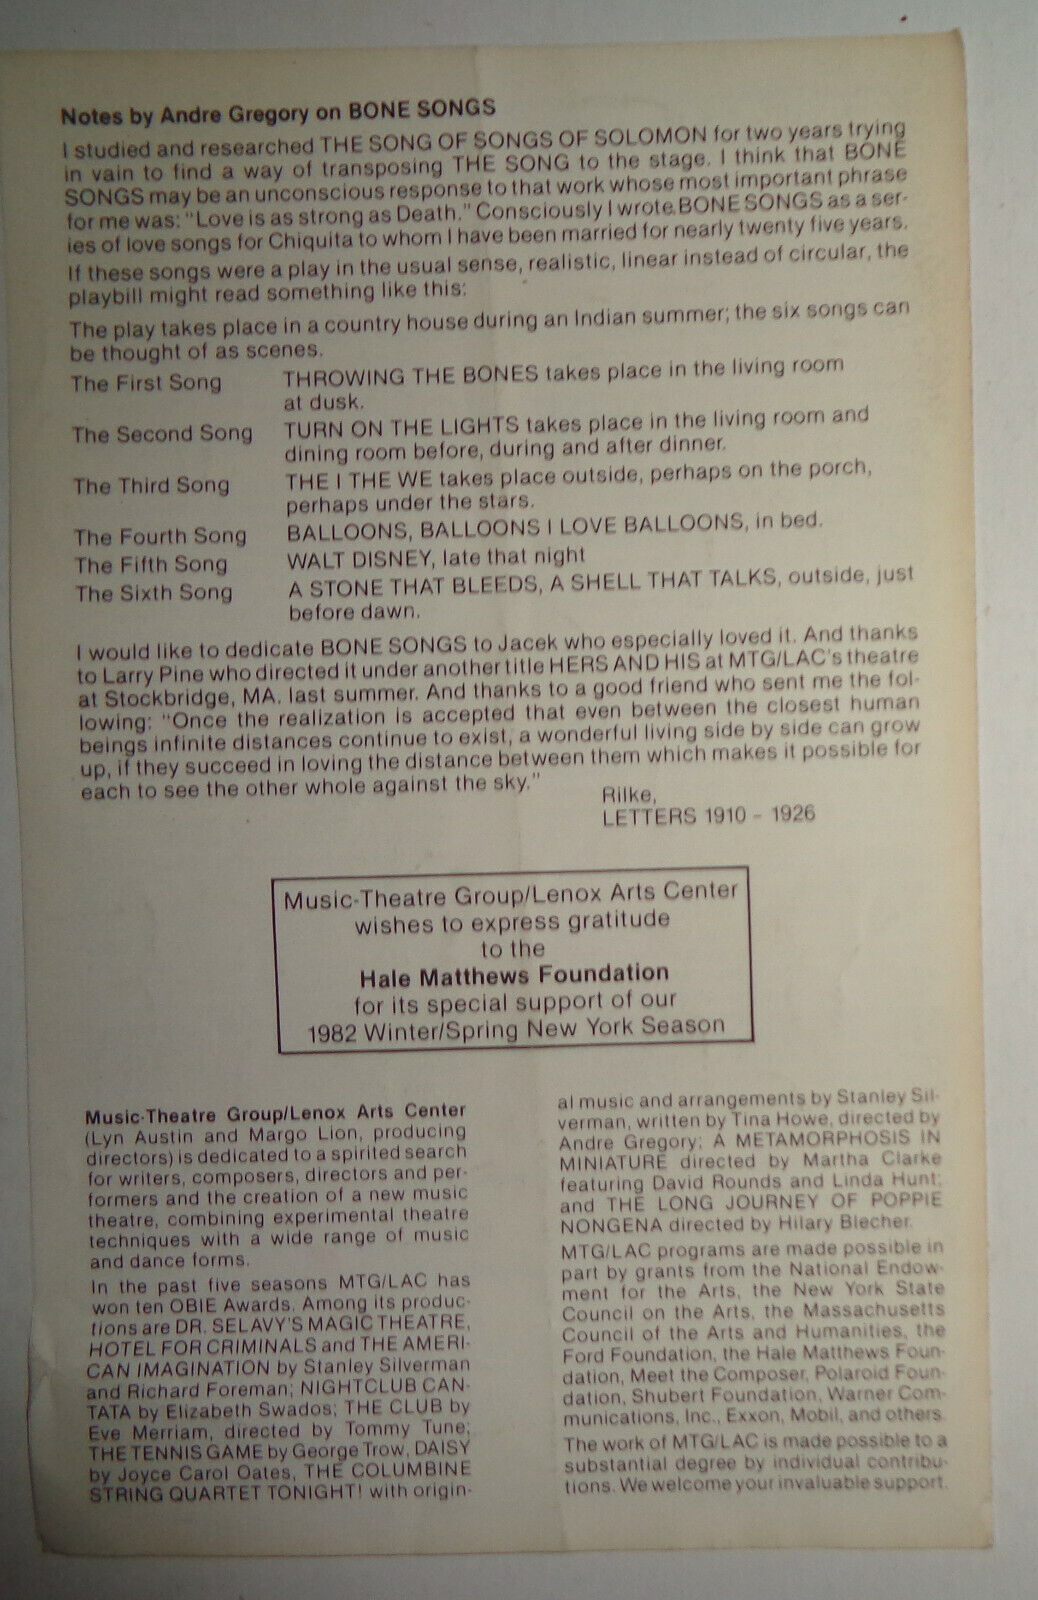 Notes by Andre Gregory on BONE SONGS
I studied and researched THE SONG OF SONGS OF SOLOMON for two years trying
in vain to find a way of transposing THE SONG to the stage. I think that BONE
SONGS may be an unconscious response to that work whose most important phrase
for me was: "Love is as strong as Death." Consciously I wrote BONE SONGS as a ser-
ies of love songs for Chiquita to whom I have been married for nearly twenty five years.
If these songs were a play in the usual sense, realistic, linear instead of circular, the
playbill might read something like this:
The play takes place in a country house during an Indian summer; the six songs can
be thought of as scenes.
The First Song THROWING THE BONES takes place in the living room
at dusk.
The Second Song TURN ON THE LIGHTS takes place in the living room and
dining room before, during and after dinner.
The Third Song THE I THE WE takes place outside, perhaps on the porch,
perhaps under the stars.
The Fourth Song BALLOONS, BALLOONS I LOVE BALLOONS, in bed.
The Fifth Song WALT DISNEY, late that night
The Sixth Song A STONE THAT BLEEDS, A SHELL THAT TALKS, outside, just
before dawn.
I would like to dedicate BONE SONGS to Jacek who especially loved it. And thanks
to Larry Pine who directed it under another title HERS AND HIS at MTG/LAC's theatre
at Stockbridge, MA. last summer. And thanks to a good friend who sent me the fol-
lowing: "Once the realization is accepted that even between the closest human
beings infinite distances continue to exist, a wonderful living side by side can grow
up, if they succeed in loving the distance between them which makes it possible for
each to see the other whole against the sky."
Rilke,
LETTERS 1910 - 1926
Music-Theatre Group/Lenox Arts Center
wishes to express gratitude
to the
Hale Matthews Foundation
for its special support of our
1982 Winter/Spring New York Season
Music-Theatre Group/Lenox Arts Center
(Lyn Austin and Margo Lion, producing
directors) is dedicated to a spirited search
for writers, composers, directors and per-
formers and the creation of a new music
theatre, combining experimental theatre
techniques with a wide range of music
and dance forms.
In the past five seasons MTG/LAC has
won ten OBIE Awards. Among its produc-
tions are DR. SELAVY'S MAGIC THEATRE,
HOTEL FOR CRIMINALS and THE AMERI-
CAN IMAGINATION by Stanley Silverman
and Richard Foreman; NIGHTCLUB CAN-
TATA by Elizabeth Swados; THE CLUB by
Eve Merriam, directed by Tommy Tune;
THE TENNIS GAME by George Trow, DAISY
by Joyce Carol Oates, THE COLUMBINE
STRING QUARTET TONIGHT! with origin-
al music and arrangements by Stanley Sil-
verman, written by Tina Howe, directed by
Andre Gregory; A METAMORPHOSIS IN
MINIATURE directed by Martha Clarke
featuring David Rounds and Linda Hunt;
and THE LONG JOURNEY OF POPPIE
NONGENA directed by Hilary Blecher.
MTG/LAC programs are made possible in
part by grants from the National Endow-
ment for the Arts, the New York State
Council on the Arts, the Massachusetts
Council of the Arts and Humanities, the
Ford Foundation, the Hale Matthews Foun-
dation, Meet the Composer, Polaroid Foun-
dation, Shubert Foundation, Warner Com-
munications, Inc., Exxon, Mobil, and others.
The work of MTG/LAC is made possible to a
substantial degree by individual contribu-
tions. We welcome your invaluable support.